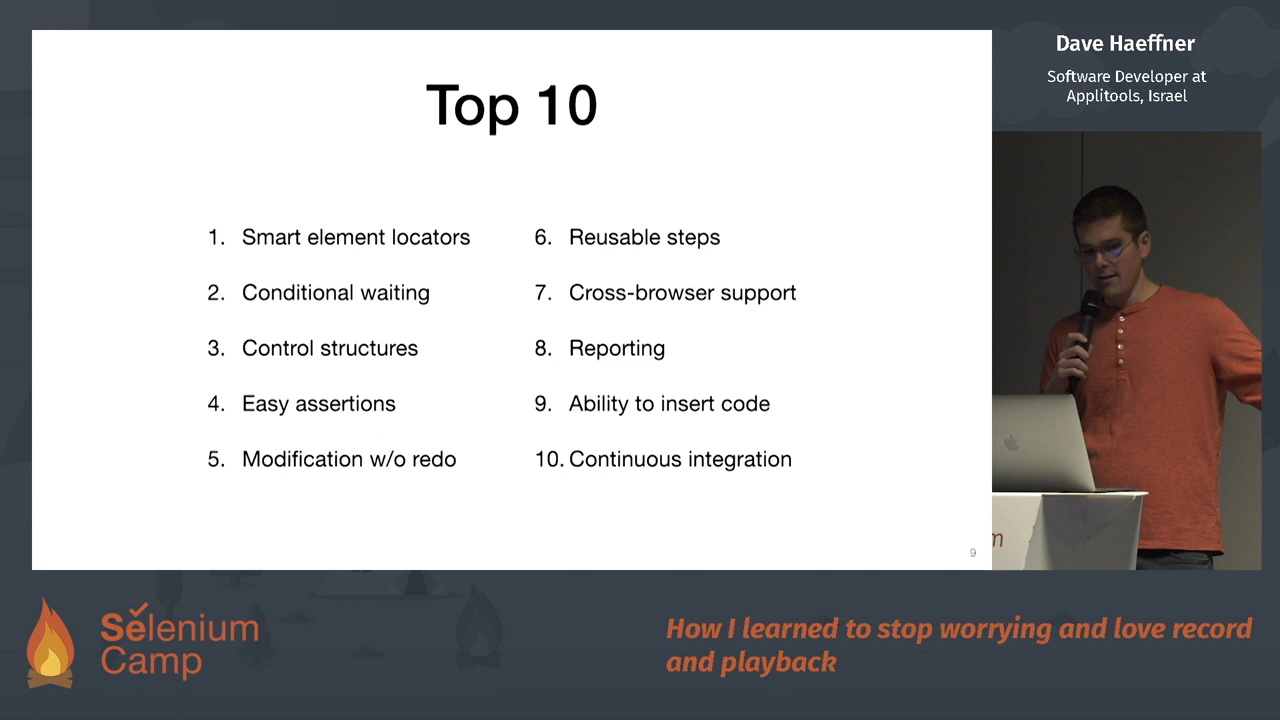 Top 10
1. Smart element locators
2. Conditional waiting
3. Control structures
4. Easy assertions
5. Modification w/o redo
6. Reusable steps
7. Cross-browser support
8. Reporting
9. Ability to insert code
10. Continuous integration
9
Dave Haeffner
Software Developer at
Applitools, Israel
m
Selenium
Camp
How I learned to stop worrying and love record
and playback